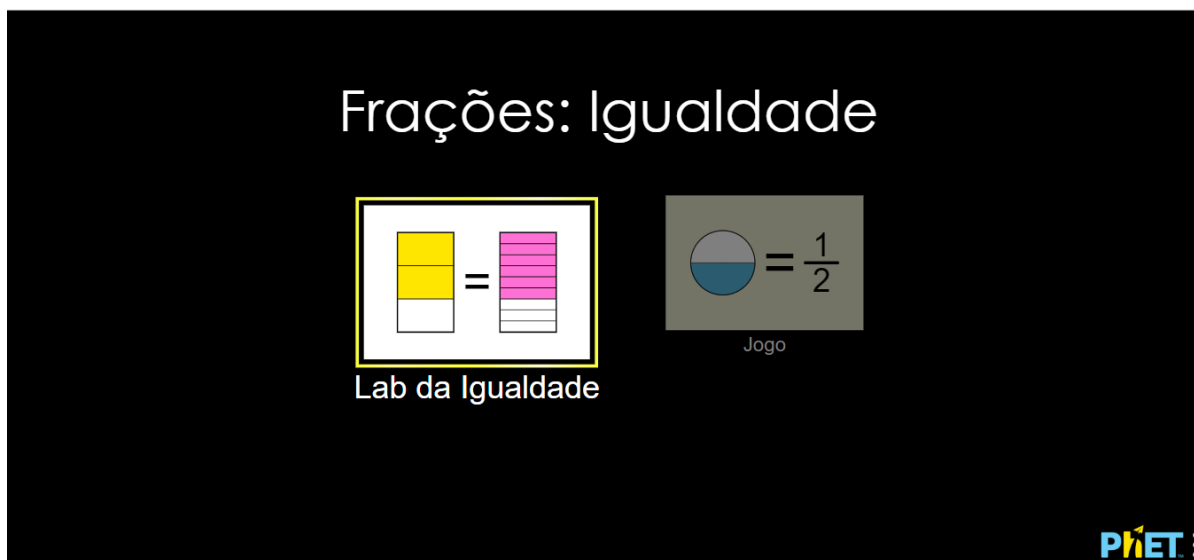 Frações: Igualdade
=
= 1/2
Lab da Igualdade
Jogo
PhET